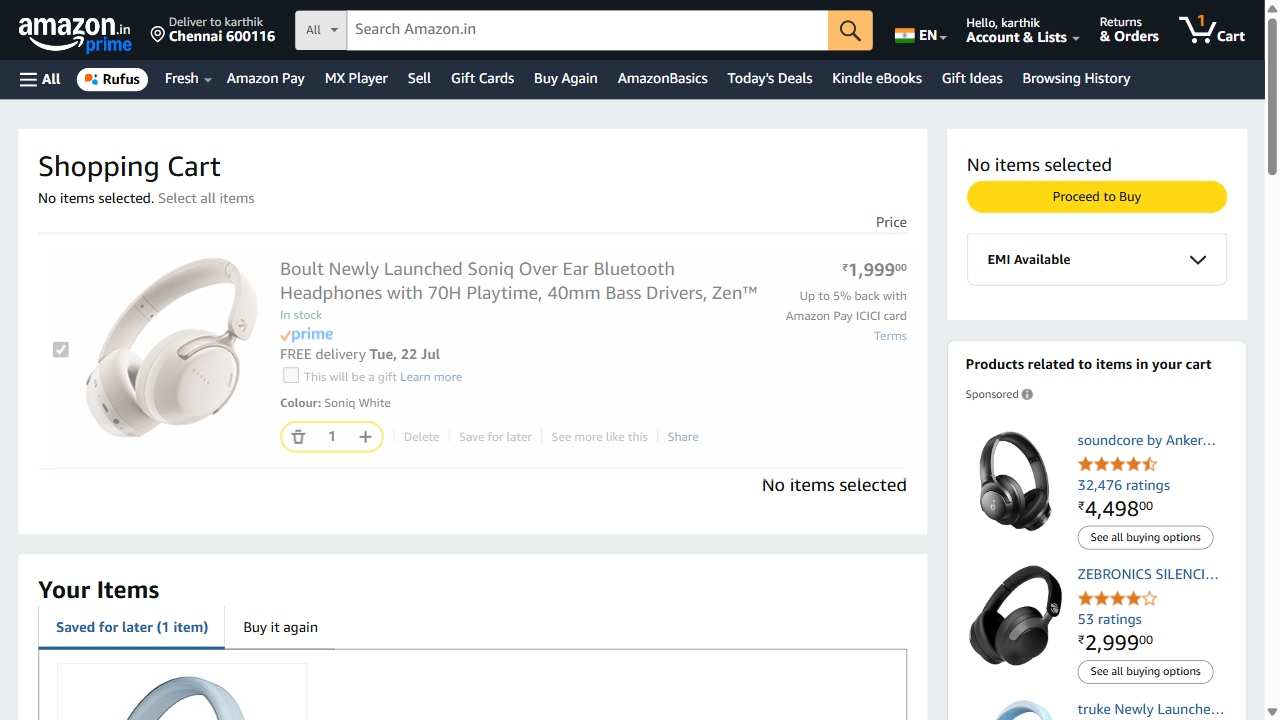 amazon.in
prime
Deliver to karthik
Chennai 600116
All
Search Amazon.in
EN
Hello, karthik
Account & Lists
Returns
& Orders
1
Cart
All
Rufus
Fresh
Amazon Pay
MX Player
Sell
Gift Cards
Buy Again
AmazonBasics
Today's Deals
Kindle eBooks
Gift Ideas
Browsing History
Shopping Cart
No items selected. Select all items
Price
Boult Newly Launched Soniq Over Ear Bluetooth
Headphones with 70H Playtime, 40mm Bass Drivers, Zen™
In stock
prime
FREE delivery Tue, 22 Jul
This will be a gift Learn more
Colour: Soniq White
1
Delete
Save for later
See more like this
Share
₹1,999.00
Up to 5% back with
Amazon Pay ICICI card
Terms
No items selected
Your Items
Saved for later (1 item)
Buy it again
No items selected
Proceed to Buy
EMI Available
Products related to items in your cart
Sponsored
soundcore by Anker…
32,476 ratings
₹4,49800
See all buying options
ZEBRONICS SILENCI…
53 ratings
₹2,99900
See all buying options
truke Newly Launche…